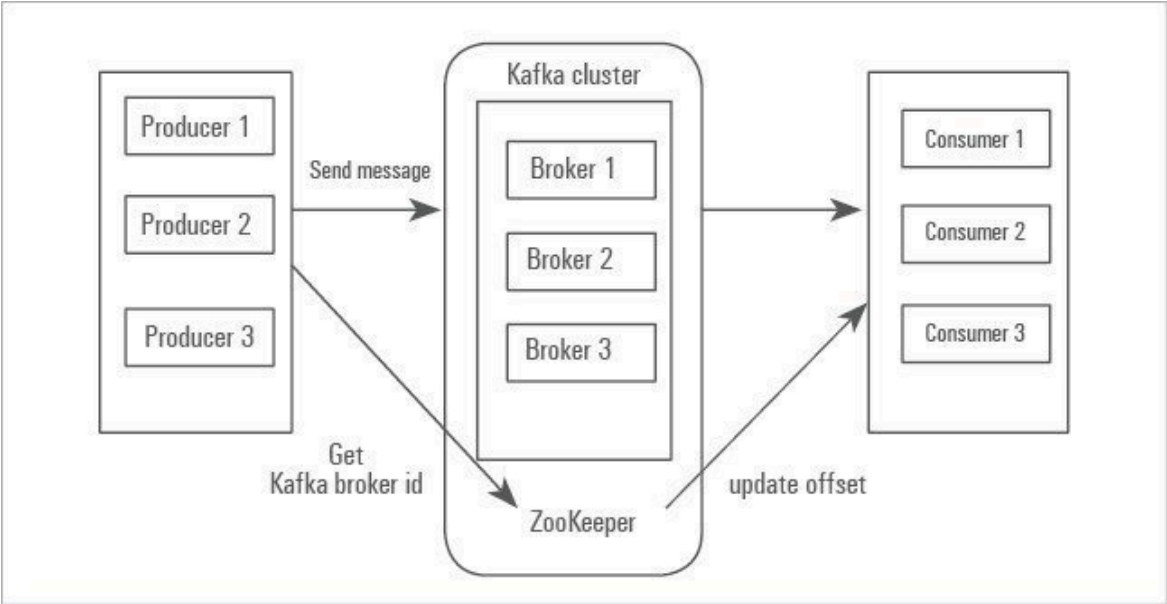 Kafka cluster
Producer 1
Producer 2
Producer 3
Send message
Get
Kafka broker id
Broker 1
Broker 2
Broker 3
ZooKeeper
update offset
Consumer 1
Consumer 2
Consumer 3